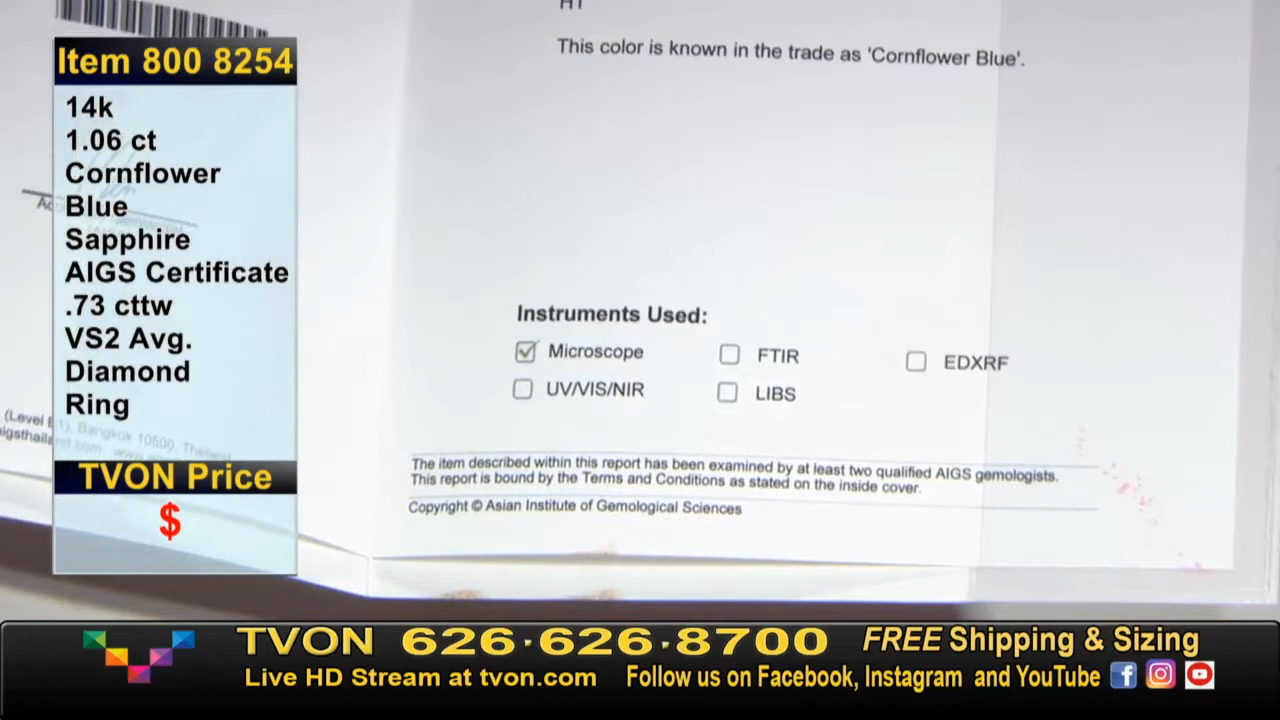 Item 800 8254
14k
1.06 ct
Cornflower
Blue
Sapphire
AIGS Certificate
.73 cttw
VS2 Avg.
Diamond
Ring
TVON Price
$
This color is known in the trade as 'Cornflower Blue'.
Instruments Used:
Microscope FTIR EDXRF
UV/VIS/NIR LIBS
The item described within this report has been examined by at least two qualified AIGS gemologists.
This report is bound by the Terms and Conditions as stated on the inside cover.
Copyright © Asian Institute of Gemological Sciences
(Level Bangkok 10500, Thailand
TVON 626-626-8700 FREE Shipping & Sizing
Live HD Stream at tvon.com Follow us on Facebook, Instagram and YouTube